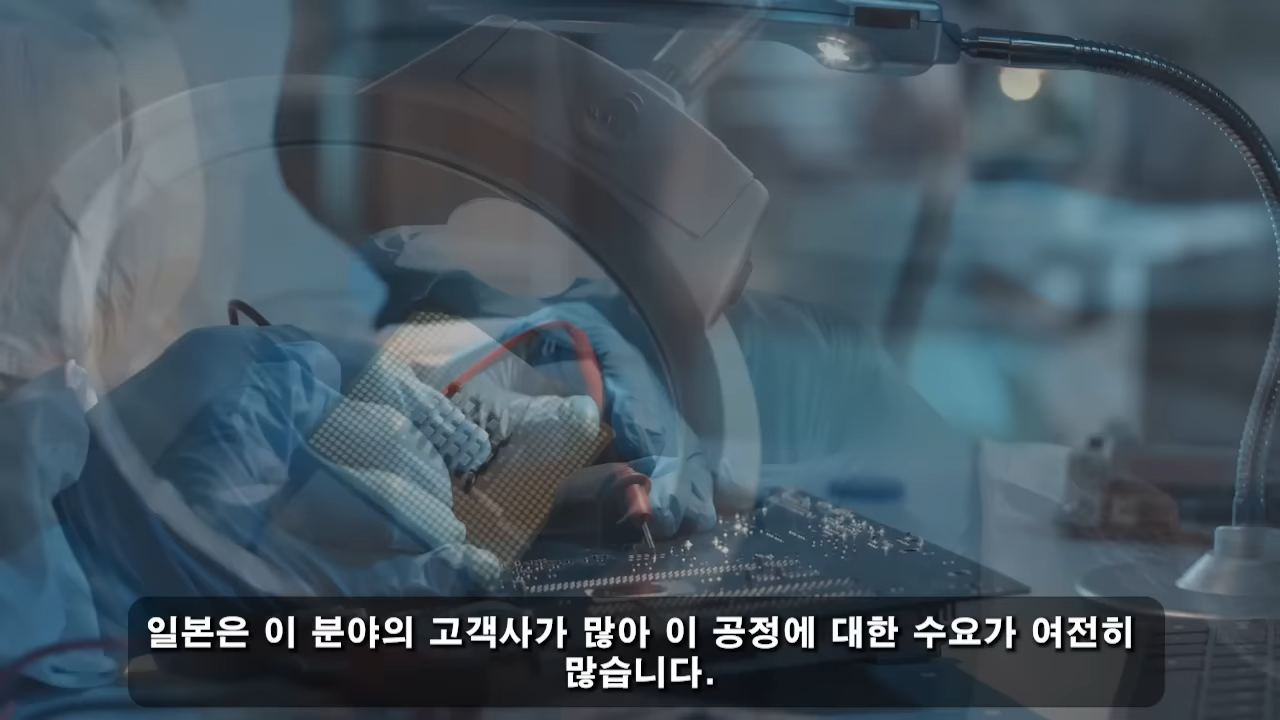 일본은 이 분야의 고객사가 많아 이 공정에 대한 수요가 여전히
많습니다.